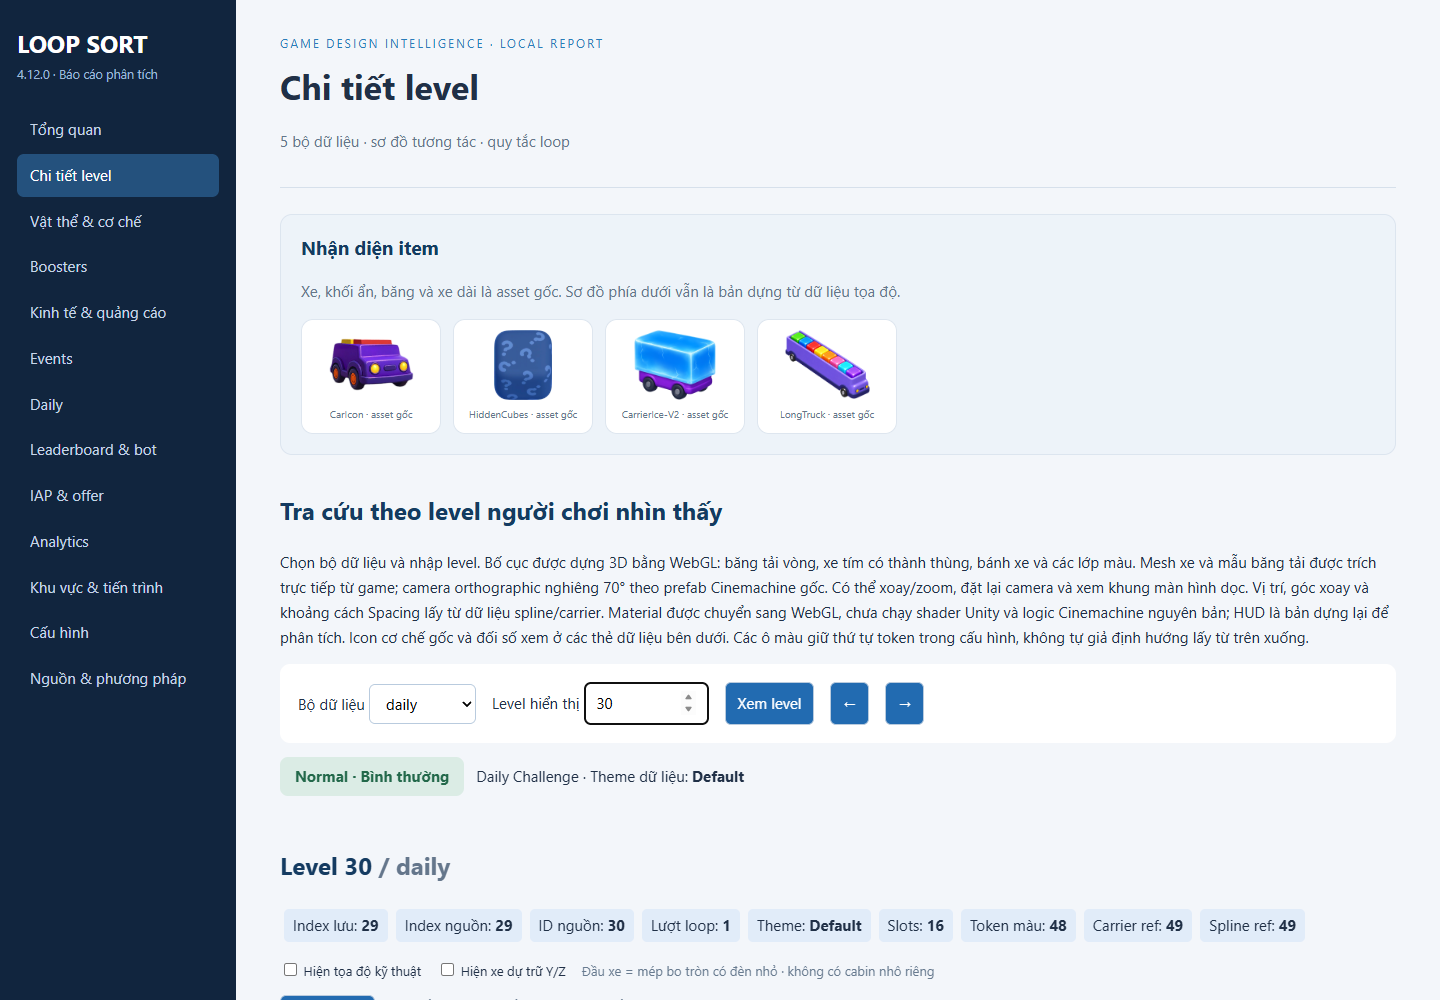 LOOP SORT
4.12.0 · Báo cáo phân tích
Tổng quan
Chi tiết level
Vật thể & cơ chế
Boosters
Kinh tế & quảng cáo
Events
Daily
Leaderboard & bot
IAP & offer
Analytics
Khu vực & tiến trình
Cấu hình
Nguồn & phương pháp
GAME DESIGN INTELLIGENCE · LOCAL REPORT
Chi tiết level
5 bộ dữ liệu · sơ đồ tương tác · quy tắc loop
Nhận diện item
Xe, khối ẩn, băng và xe dài là asset gốc. Sơ đồ phía dưới vẫn là bản dựng từ dữ liệu tọa độ.
CarIcon · asset gốc
HiddenCubes · asset gốc
CarrierIce-V2 · asset gốc
LongTruck · asset gốc
Tra cứu theo level người chơi nhìn thấy
Chọn bộ dữ liệu và nhập level. Bố cục được dựng 3D bằng WebGL: băng tải vòng, xe tím có thành thùng, bánh xe và các lớp màu. Mesh xe và mẫu băng tải được trích
trực tiếp từ game; camera orthographic nghiêng 70° theo prefab Cinemachine gốc. Có thể xoay/zoom, đặt lại camera và xem khung màn hình dọc. Vị trí, góc xoay và
khoảng cách Spacing lấy từ dữ liệu spline/carrier. Material được chuyển sang WebGL, chưa chạy shader Unity và logic Cinemachine nguyên bản; HUD là bản dựng lại để
phân tích. Icon cơ chế gốc và đối số xem ở các thẻ dữ liệu bên dưới. Các ô màu giữ thứ tự token trong cấu hình, không tự giả định hướng lấy từ trên xuống.
Bộ dữ liệu daily Level hiển thị 30 Xem level ← →
Normal · Bình thường Daily Challenge · Theme dữ liệu: Default
Level 30 / daily
Index lưu: 29 Index nguồn: 29 ID nguồn: 30 Lượt loop: 1 Theme: Default Slots: 16 Token màu: 48 Carrier ref: 49 Spline ref: 49
Hiện tọa độ kỹ thuật Hiện xe dự trữ Y/Z Đầu xe = mép bo tròn có đèn nhỏ · không có cabin nhô riêng